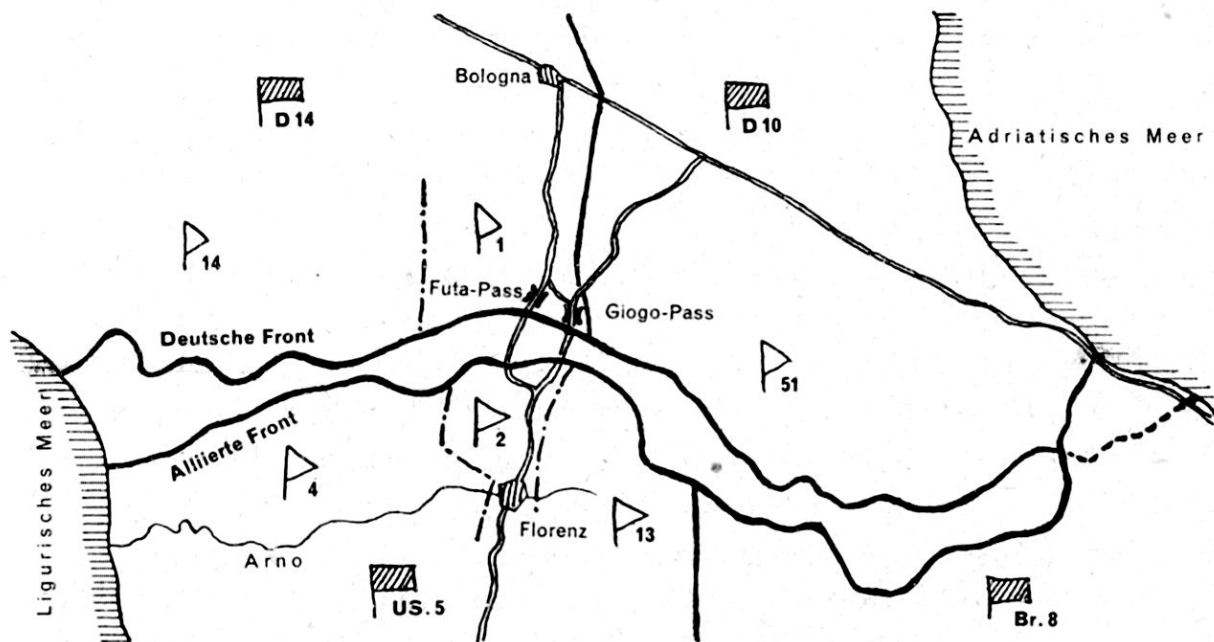 Bologna
D 14
D 10
Adriatisches Meer
14
1
Futa-Pass
Giogo-Pass
Deutsche Front
51
Alliierte Front
2
4
Ligurisches Meer
Florenz
13
Arno
US. 5
Br. 8